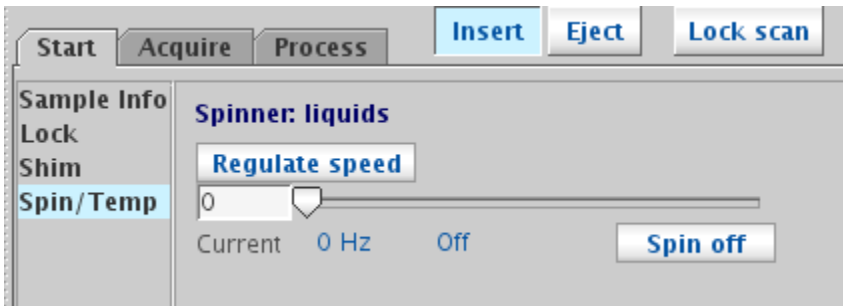 Start Acquire Process Insert Eject Lock scan
Sample Info
Lock
Shim
Spin/Temp
Spinner: liquids
Regulate speed
0
Current 0 Hz Off Spin off